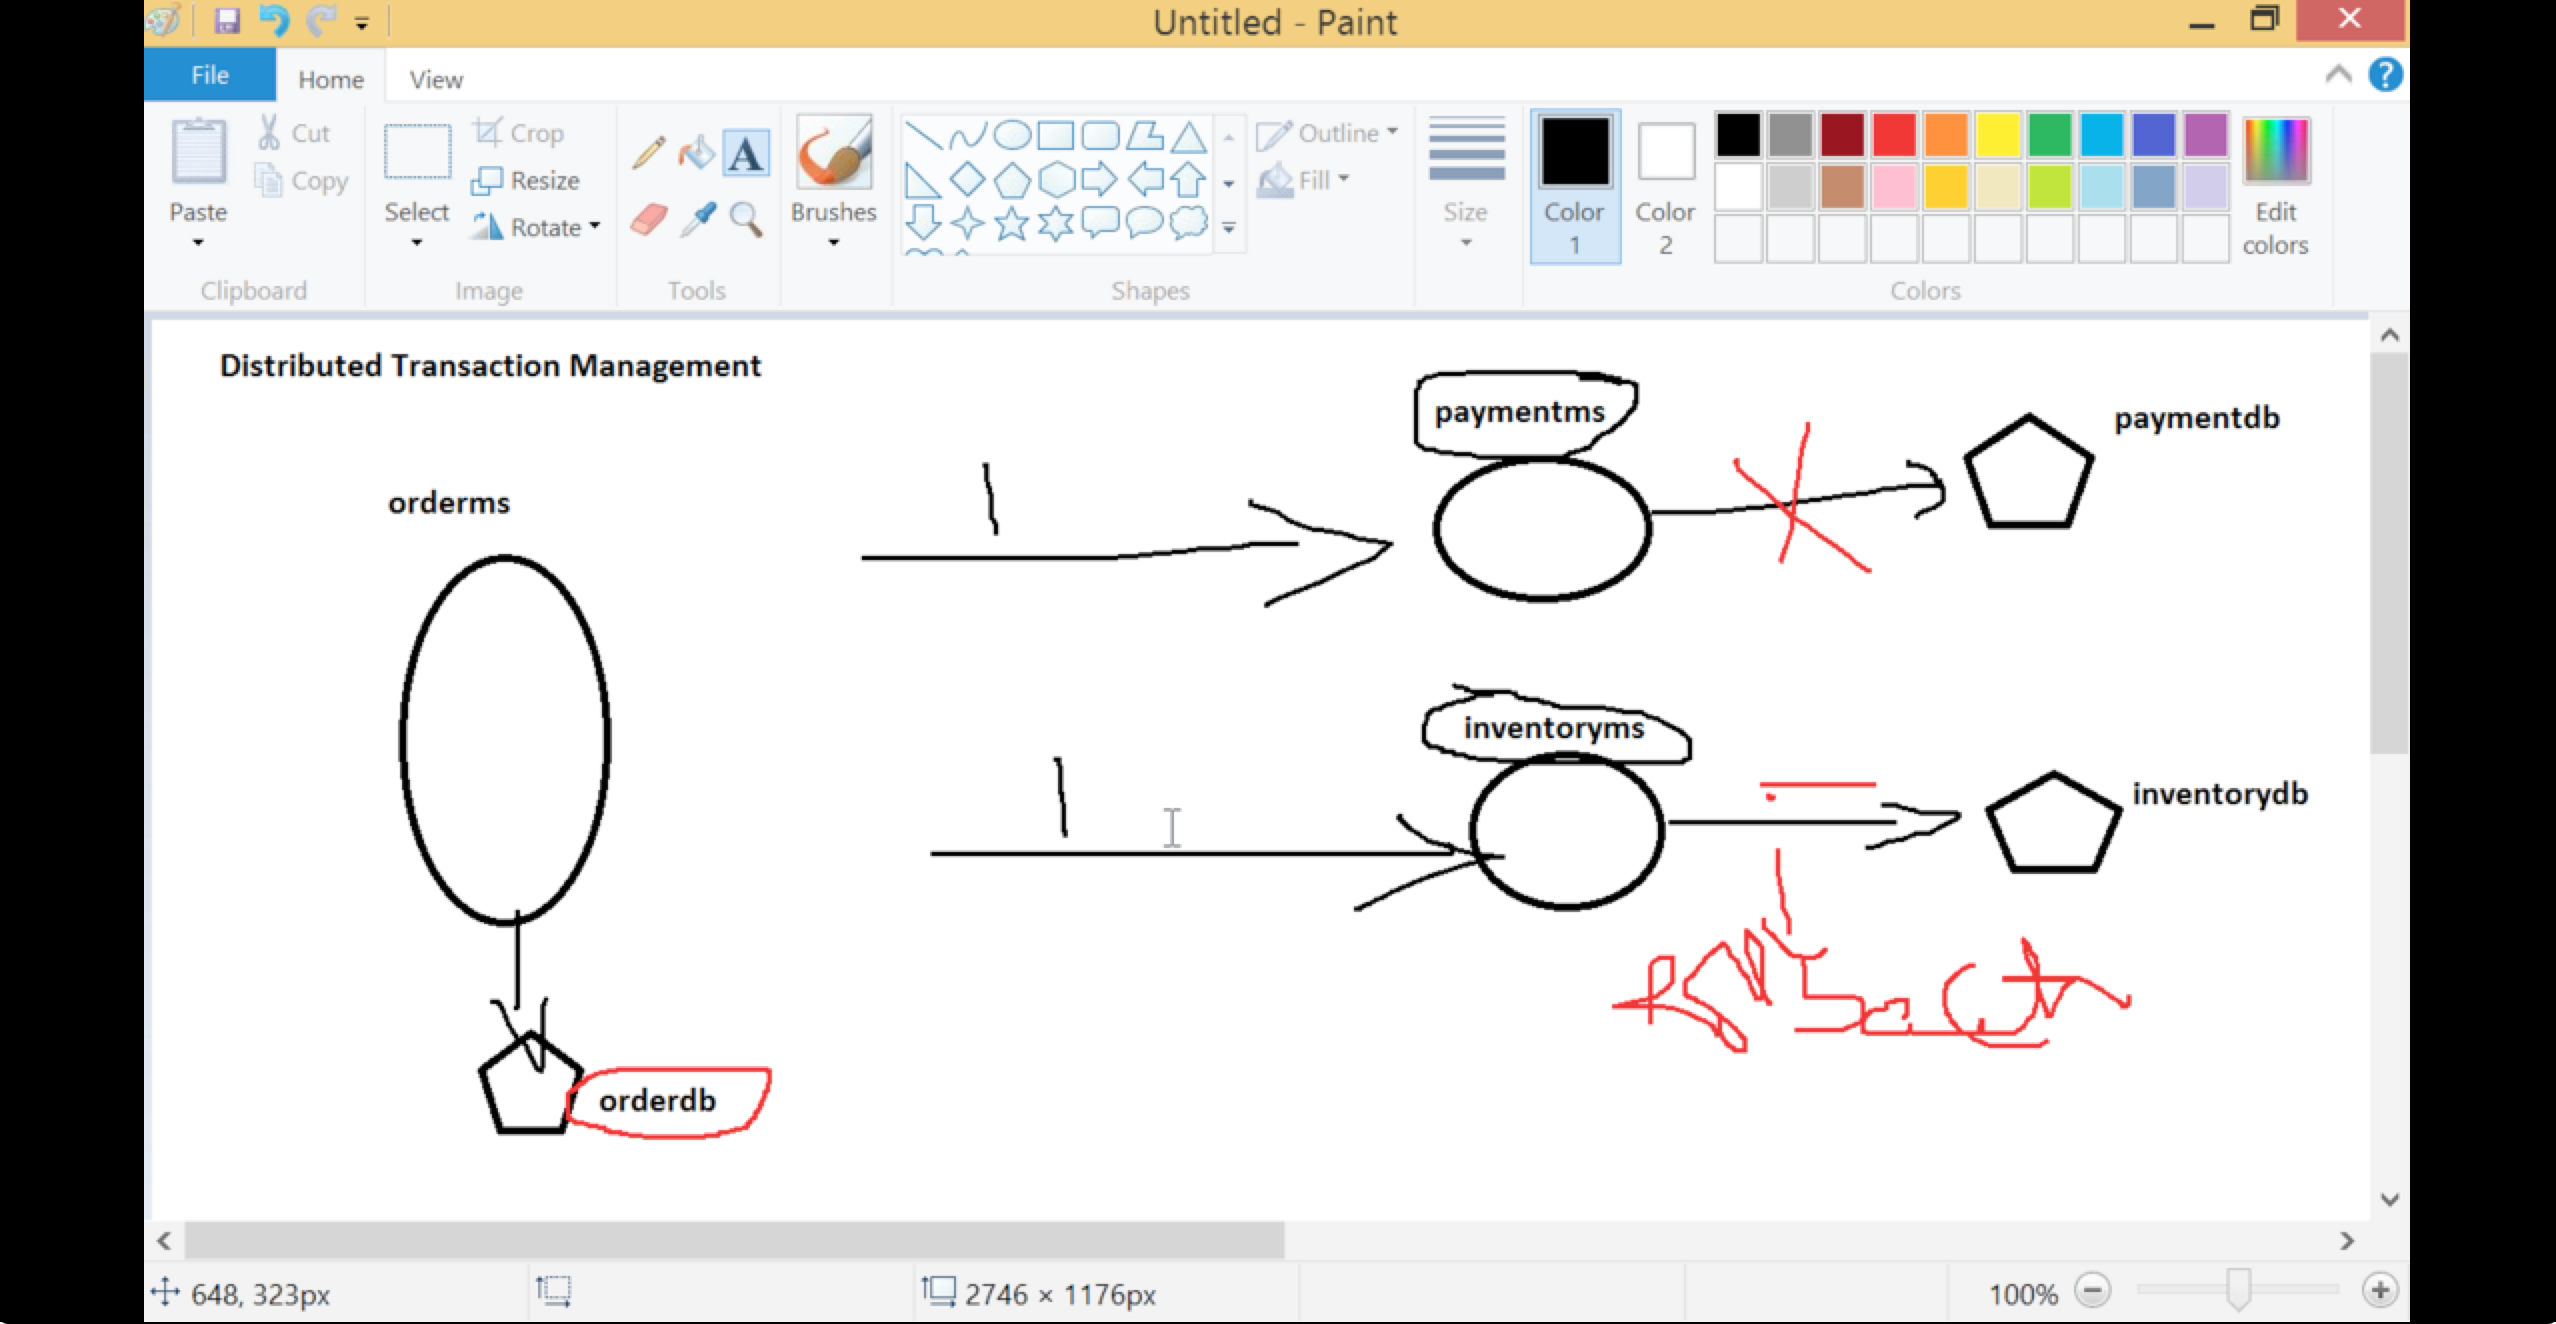 Untitled - Paint
File Home View
Cut
Copy
Paste
Clipboard
Crop
Resize
Rotate
Select
Image
A
Tools
Brushes
Outline
Fill
Shapes
Size
Color 1
Color 2
Edit colors
Colors
Distributed Transaction Management
paymentms
paymentdb
orderms
1
inventoryms
inventorydb
1
orderdb
648, 323px
2746 × 1176px
100%